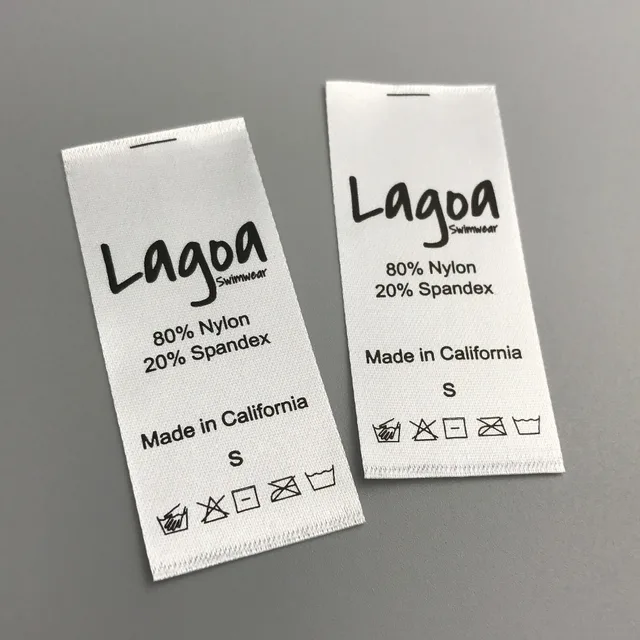 Lagoa
Swimwear
80% Nylon
20% Spandex
Made in California
S
Lagoa
Swimwear
80% Nylon
20% Spandex
Made in California
S